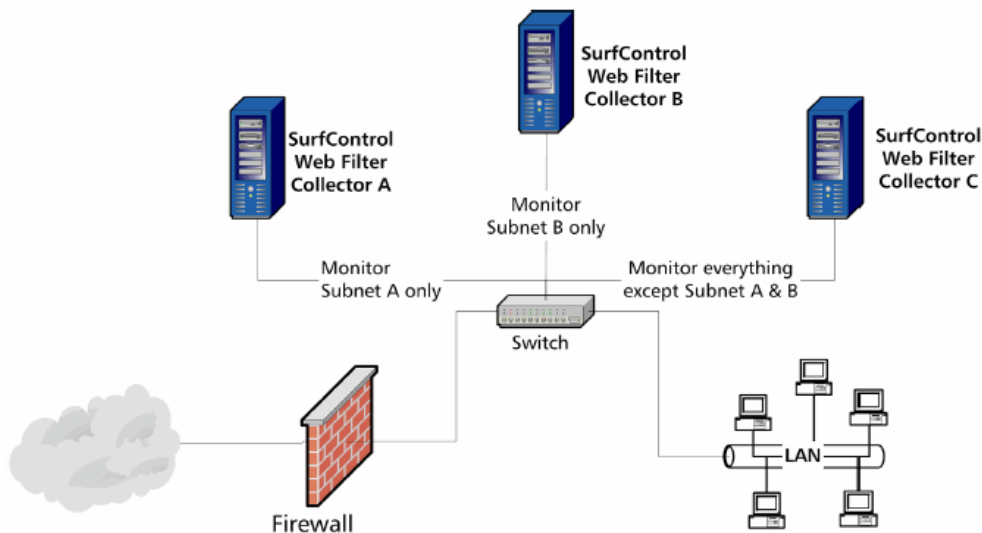 SurfControl
Web Filter
Collector B
SurfControl
Web Filter
Collector A
SurfControl
Web Filter
Collector C
Monitor
Subnet B only
Monitor
Subnet A only
Monitor everything
except Subnet A & B
Switch
LAN
Firewall